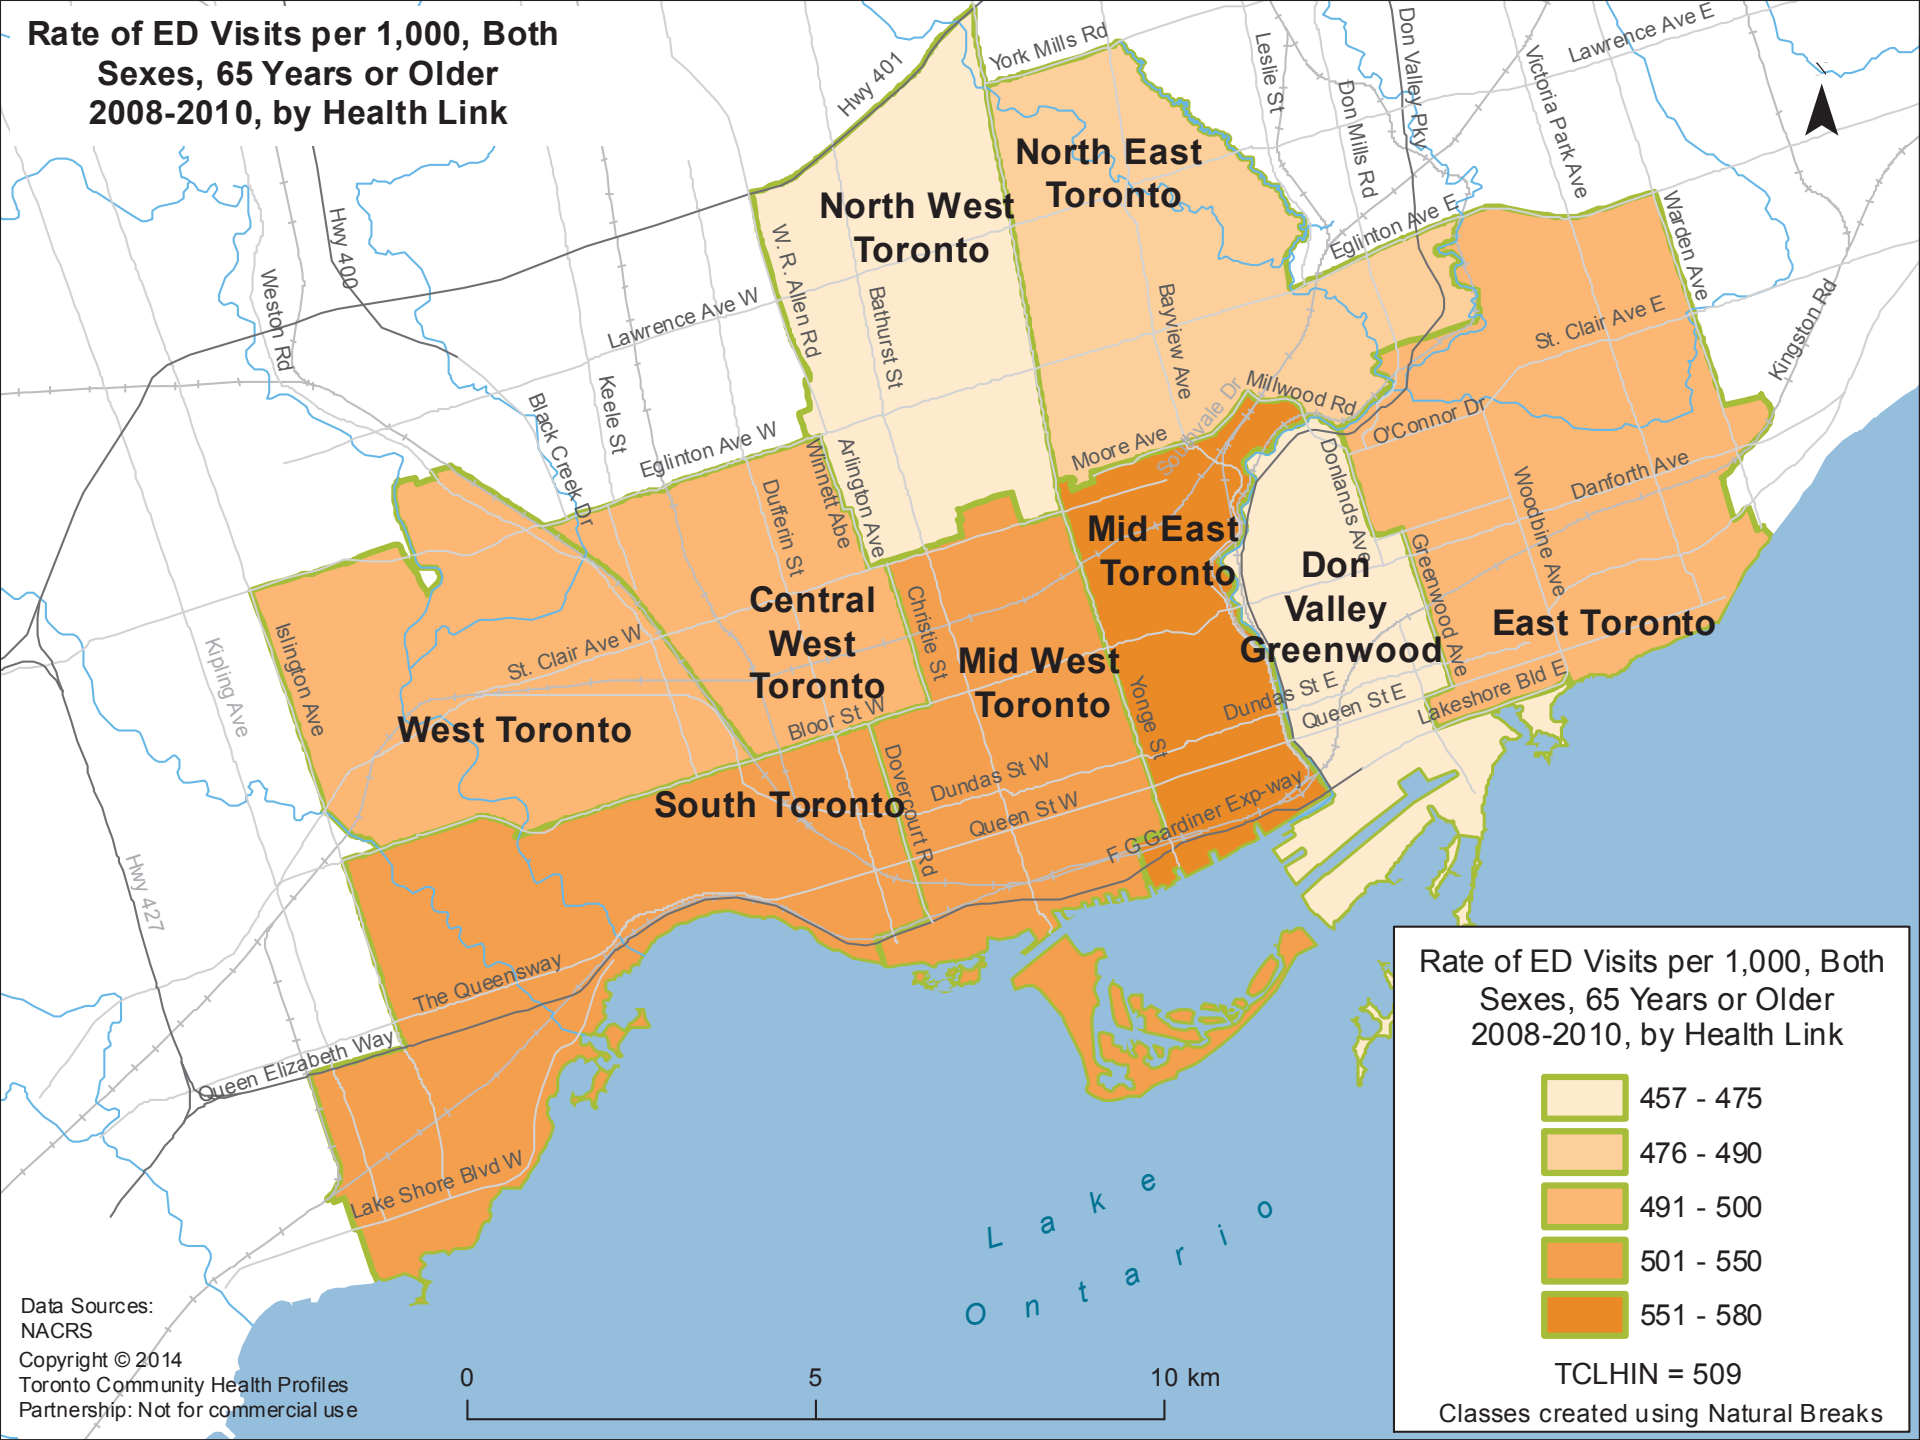 Rate of ED Visits per 1,000, Both
Sexes, 65 Years or Older
2008-2010, by Health Link
Hwy 401
York Mills Rd
Leslie St
Don Mills Rd
Don Valley Pky
Victoria Park Ave
Lawrence Ave E
North East
Toronto
North West
Toronto
Hwy 400
Weston Rd
W. R. Allen Rd
Bathurst St
Bayview Ave
Eglinton Ave E
Warden Ave
Kingston Rd
St. Clair Ave E
Lawrence Ave W
Keele St
Black Creek Dr
Eglinton Ave W
Winnett Abe
Arlington Ave
Dufferin St
Moore Ave
Southvale Dr
Millwood Rd
O'Connor Dr
Donlands Ave
Danforth Ave
Woodbine Ave
Greenwood Ave
Mid East
Toronto
Don
Valley
Greenwood
East Toronto
Central
West
Toronto
Christie St
Mid West
Toronto
Kipling Ave
Islington Ave
St. Clair Ave W
West Toronto
Bloor St W
Yonge St
Dundas St E
Queen St E
Lakeshore Bld E
South Toronto
Dovercourt Rd
Dundas St W
Queen St W
F G Gardiner Exp-way
Hwy 427
The Queensway
Queen Elizabeth Way
Lake Shore Blvd W
Lake
Ontario
Rate of ED Visits per 1,000, Both
Sexes, 65 Years or Older
2008-2010, by Health Link
457 - 475
476 - 490
491 - 500
501 - 550
551 - 580
TCLHIN = 509
Classes created using Natural Breaks
Data Sources:
NACRS
Copyright © 2014
Toronto Community Health Profiles
Partnership: Not for commercial use
0 5 10 km